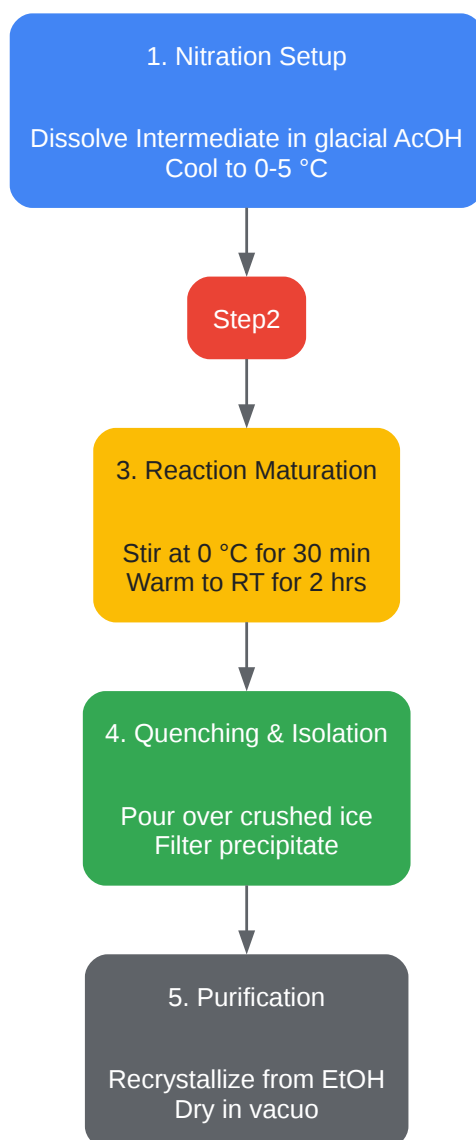 1. Nitration Setup
Dissolve Intermediate in glacial AcOH
Cool to 0-5 °C
Step2
3. Reaction Maturation
Stir at 0 °C for 30 min
Warm to RT for 2 hrs
4. Quenching & Isolation
Pour over crushed ice
Filter precipitate
5. Purification
Recrystallize from EtOH
Dry in vacuo